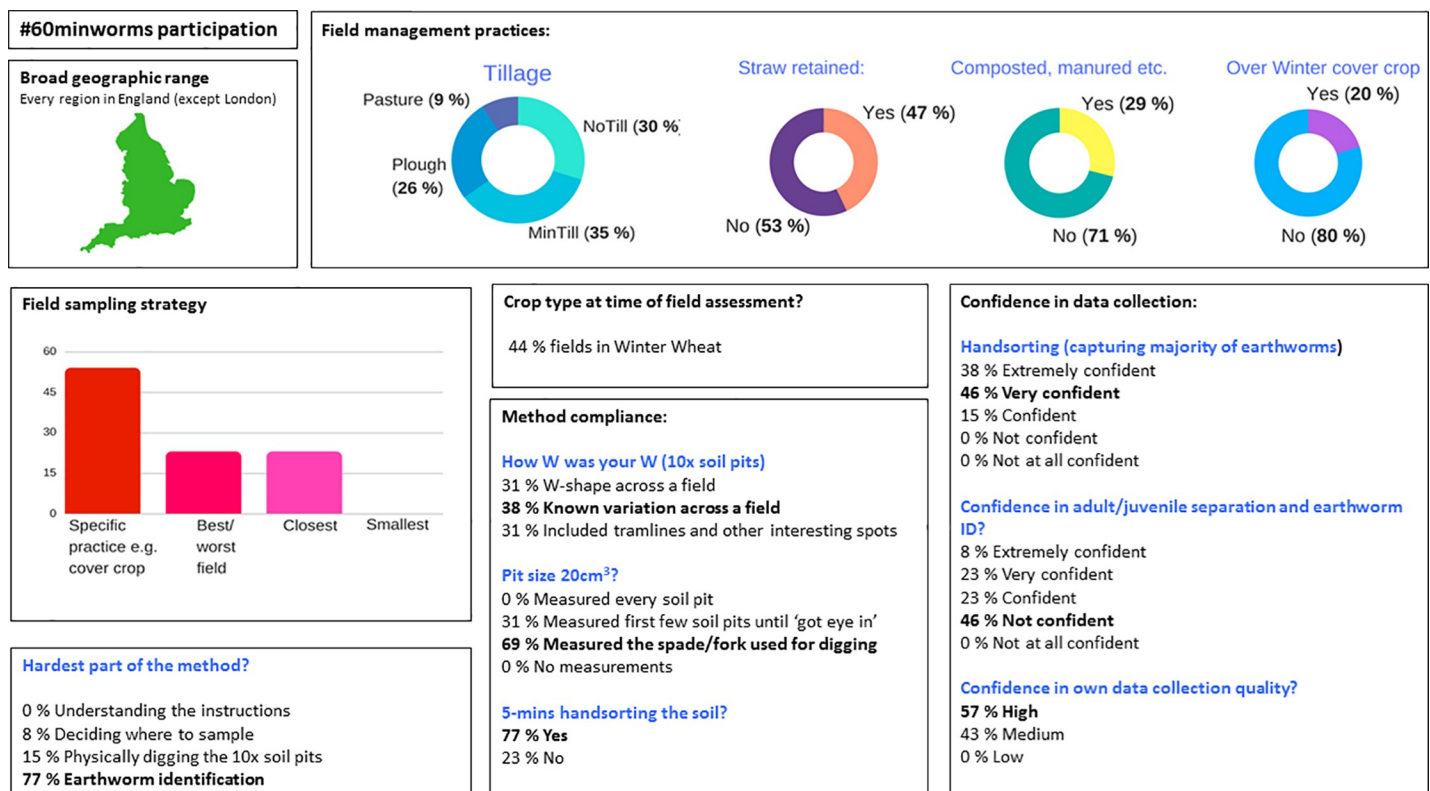 #60minworms participation
Broad geographic range
Every region in England (except London)
Field management practices:
Tillage
Pasture (9 %)
NoTill (30 %)
Plough
(26 %)
MinTill (35 %)
Straw retained:
Yes (47 %)
No (53 %)
Composted, manured etc.
Yes (29 %)
No (71 %)
Over Winter cover crop
Yes (20 %)
No (80 %)
Field sampling strategy
60
45
30
15
0
Specific
practice e.g.
cover crop
Best/
worst
field
Closest
Smallest
Hardest part of the method?
0 % Understanding the instructions
8 % Deciding where to sample
15 % Physically digging the 10x soil pits
77 % Earthworm identification
Crop type at time of field assessment?
44 % fields in Winter Wheat
Method compliance:
How W was your W (10x soil pits)
31 % W-shape across a field
38 % Known variation across a field
31 % Included tramlines and other interesting spots
Pit size 20cm³?
0 % Measured every soil pit
31 % Measured first few soil pits until ‘got eye in’
69 % Measured the spade/fork used for digging
0 % No measurements
5-mins handsorting the soil?
77 % Yes
23 % No
Confidence in data collection:
Handsorting (capturing majority of earthworms)
38 % Extremely confident
46 % Very confident
15 % Confident
0 % Not confident
0 % Not at all confident
Confidence in adult/juvenile separation and earthworm
ID?
8 % Extremely confident
23 % Very confident
23 % Confident
46 % Not confident
0 % Not at all confident
Confidence in own data collection quality?
57 % High
43 % Medium
0 % Low